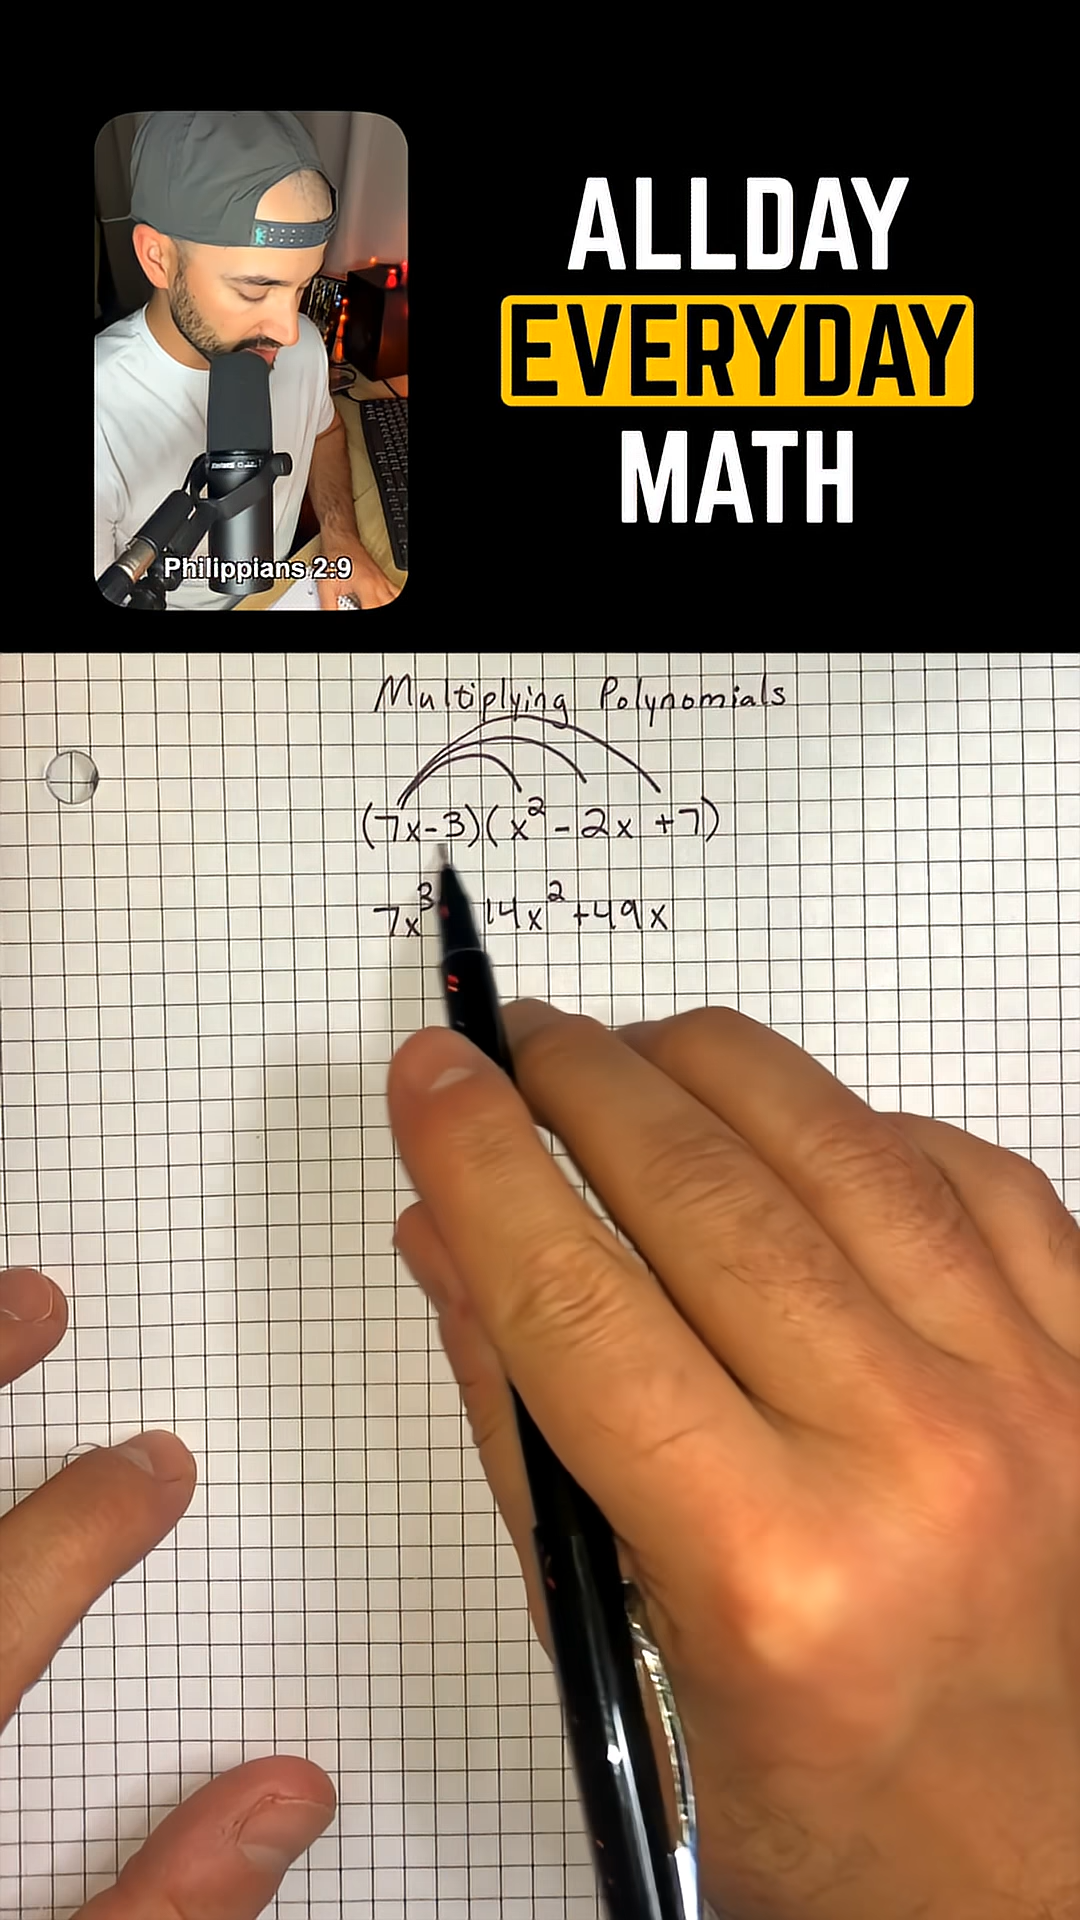 ALLDAY
EVERYDAY
MATH
Philippians 2:9
Multiplying Polynomials
(7x-3)(x² - 2x +7)
7x³ 14x² +49x